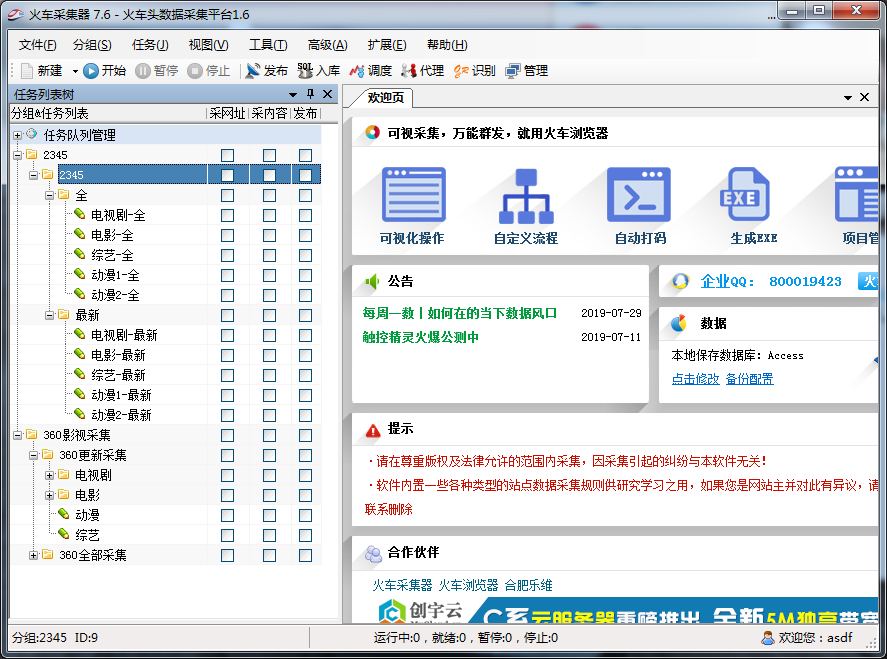 火车采集器 7.6 - 火车头数据采集平台1.6
文件(F) 分组(S) 任务(J) 视图(V) 工具(T) 高级(A) 扩展(E) 帮助(H)
新建 开始 暂停 停止 发布 入库 调度 代理 识别 管理
任务列表树
分组&任务列表 采网址 采内容 发布
任务队列管理
2345
2345
全
电视剧-全
电影-全
综艺-全
动漫1-全
动漫2-全
最新
电视剧-最新
电影-最新
综艺-最新
动漫1-最新
动漫2-最新
360影视采集
360更新采集
电视剧
电影
动漫
综艺
360全部采集
欢迎页
可视采集，万能群发，就用火车浏览器
EXE
可视化操作 自定义流程 自动打码 生成EXE 项目管
公告
每周一数丨如何在的当下数据风口 2019-07-29
触控精灵火爆公测中 2019-07-11
企业QQ： 800019423 火
数据
本地保存数据库：Access
点击修改 备份配置
提示
·请在尊重版权及法律允许的范围内采集，因采集引起的纠纷与本软件无关！
·软件内置一些各种类型的站点数据采集规则供研究学习之用，如果您是网站主并对此有异议，请
联系删除
合作伙伴
火车采集器 火车浏览器 合肥乐维
创宇云 C系云服务器重磅推出 全新5M独享带宽
分组:2345 ID:9 运行中:0，就绪:0，暂停:0，停止:0 欢迎您：asdf